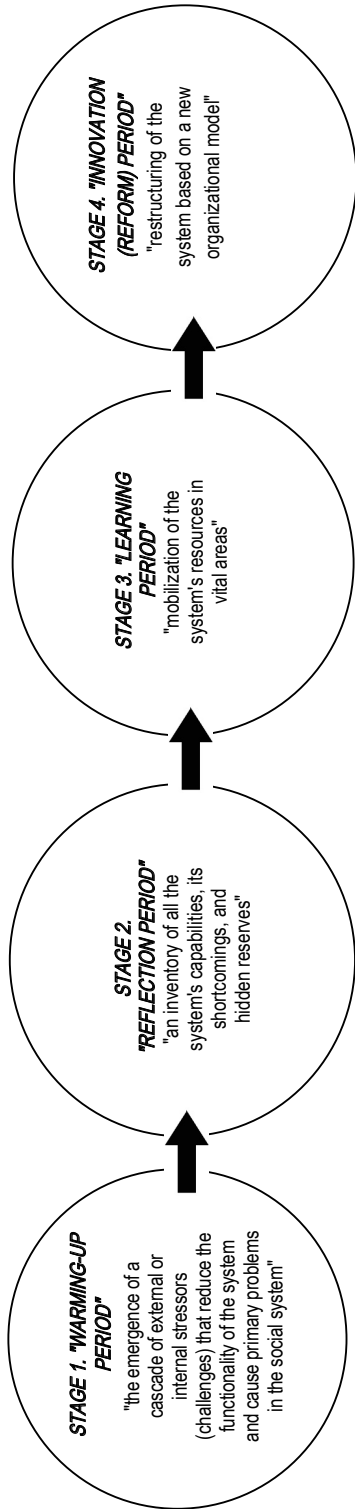 STAGE 1. "WARMING-UP
PERIOD"
"the emergence of a
cascade of external or
internal stressors
(challenges) that reduce the
functionality of the system
and cause primary problems
in the social system"
STAGE 2.
"REFLECTION PERIOD"
"an inventory of all the
system's capabilities, its
shortcomings, and
hidden reserves"
STAGE 3. "LEARNING
PERIOD"
"mobilization of the
system's resources in
vital areas"
STAGE 4. "INNOVATION
(REFORM) PERIOD"
"restructuring of the
system based on a new
organizational model"